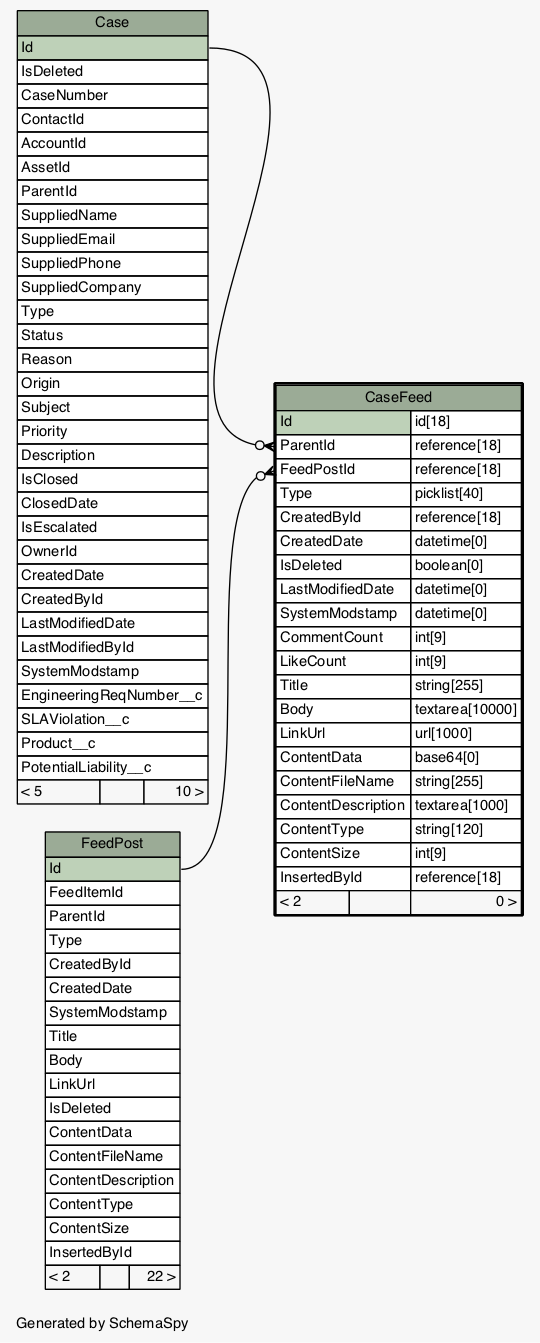 Case
Id
IsDeleted
CaseNumber
ContactId
AccountId
AssetId
ParentId
SuppliedName
SuppliedEmail
SuppliedPhone
SuppliedCompany
Type
Status
Reason
Origin
Subject
Priority
Description
IsClosed
ClosedDate
IsEscalated
OwnerId
CreatedDate
CreatedById
LastModifiedDate
LastModifiedById
SystemModstamp
EngineeringReqNumber__c
SLAViolation__c
Product__c
PotentialLiability__c
< 5 10 >
CaseFeed
Id id[18]
ParentId reference[18]
FeedPostId reference[18]
Type picklist[40]
CreatedById reference[18]
CreatedDate datetime[0]
IsDeleted boolean[0]
LastModifiedDate datetime[0]
SystemModstamp datetime[0]
CommentCount int[9]
LikeCount int[9]
Title string[255]
Body textarea[10000]
LinkUrl url[1000]
ContentData base64[0]
ContentFileName string[255]
ContentDescription textarea[1000]
ContentType string[120]
ContentSize int[9]
InsertedById reference[18]
< 2 0 >
FeedPost
Id
FeedItemId
ParentId
Type
CreatedById
CreatedDate
SystemModstamp
Title
Body
LinkUrl
IsDeleted
ContentData
ContentFileName
ContentDescription
ContentType
ContentSize
InsertedById
< 2 22 >
Generated by SchemaSpy